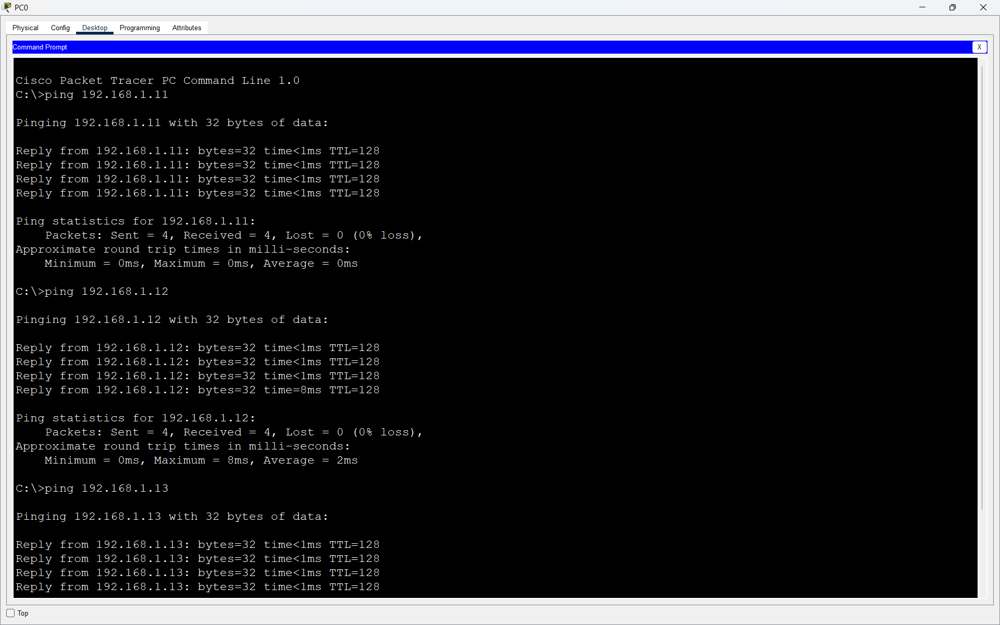 PC0
Physical Config Desktop Programming Attributes
Command Prompt X
Cisco Packet Tracer PC Command Line 1.0
C:\>ping 192.168.1.11
Pinging 192.168.1.11 with 32 bytes of data:
Reply from 192.168.1.11: bytes=32 time<1ms TTL=128
Reply from 192.168.1.11: bytes=32 time<1ms TTL=128
Reply from 192.168.1.11: bytes=32 time<1ms TTL=128
Reply from 192.168.1.11: bytes=32 time<1ms TTL=128
Ping statistics for 192.168.1.11:
    Packets: Sent = 4, Received = 4, Lost = 0 (0% loss),
Approximate round trip times in milli-seconds:
    Minimum = 0ms, Maximum = 0ms, Average = 0ms
C:\>ping 192.168.1.12
Pinging 192.168.1.12 with 32 bytes of data:
Reply from 192.168.1.12: bytes=32 time<1ms TTL=128
Reply from 192.168.1.12: bytes=32 time<1ms TTL=128
Reply from 192.168.1.12: bytes=32 time<1ms TTL=128
Reply from 192.168.1.12: bytes=32 time=8ms TTL=128
Ping statistics for 192.168.1.12:
    Packets: Sent = 4, Received = 4, Lost = 0 (0% loss),
Approximate round trip times in milli-seconds:
    Minimum = 0ms, Maximum = 8ms, Average = 2ms
C:\>ping 192.168.1.13
Pinging 192.168.1.13 with 32 bytes of data:
Reply from 192.168.1.13: bytes=32 time<1ms TTL=128
Reply from 192.168.1.13: bytes=32 time<1ms TTL=128
Reply from 192.168.1.13: bytes=32 time<1ms TTL=128
Reply from 192.168.1.13: bytes=32 time<1ms TTL=128
Top